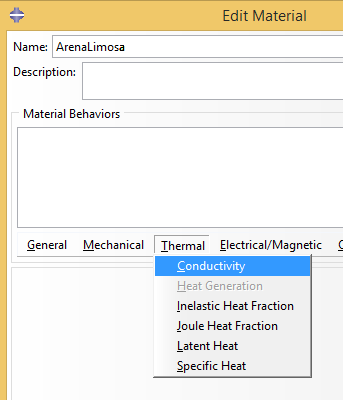 Edit Material
Name: ArenaLimosa
Description:
Material Behaviors
General Mechanical Thermal Electrical/Magnetic
Conductivity
Heat Generation
Inelastic Heat Fraction
Joule Heat Fraction
Latent Heat
Specific Heat